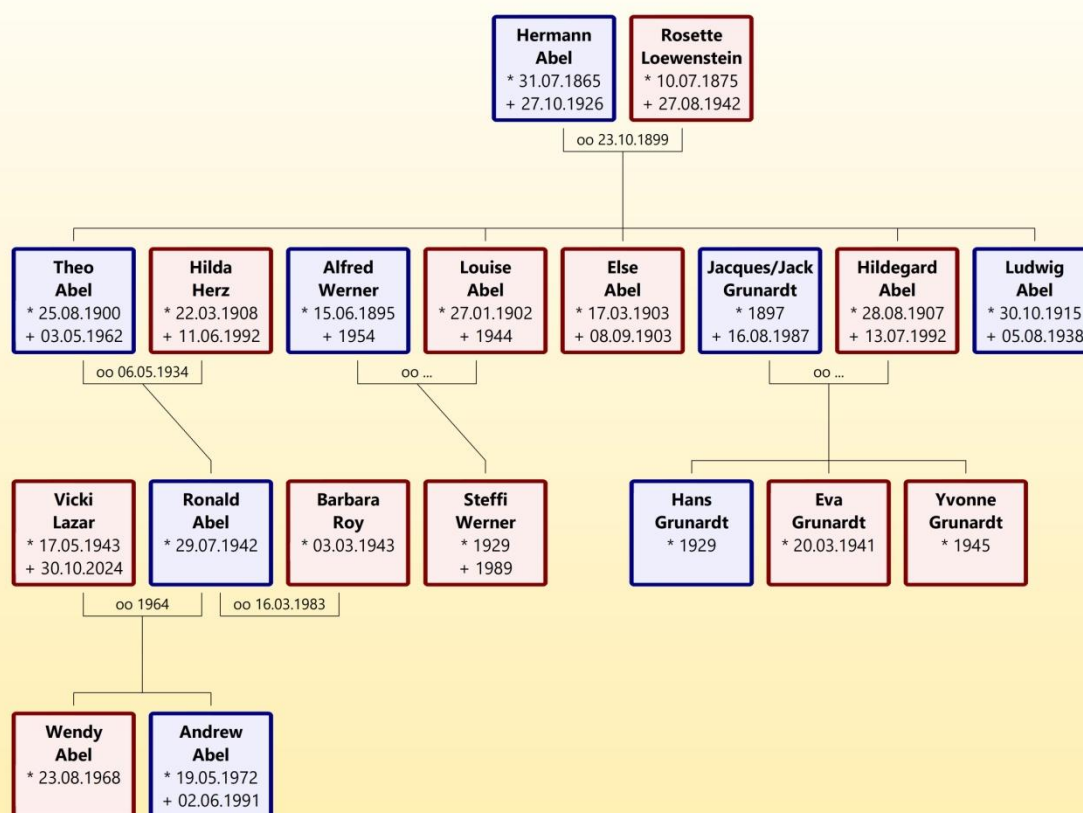 Hermann
Abel
* 31.07.1865
+ 27.10.1926
Rosette
Loewenstein
* 10.07.1875
+ 27.08.1942
oo 23.10.1899
Theo
Abel
* 25.08.1900
+ 03.05.1962
Hilda
Herz
* 22.03.1908
+ 11.06.1992
Alfred
Werner
* 15.06.1895
+ 1954
Louise
Abel
* 27.01.1902
+ 1944
Else
Abel
* 17.03.1903
+ 08.09.1903
Jacques/Jack
Grunardt
* 1897
+ 16.08.1987
Hildegard
Abel
* 28.08.1907
+ 13.07.1992
Ludwig
Abel
* 30.10.1915
+ 05.08.1938
oo 06.05.1934
oo ...
oo ...
Vicki
Lazar
* 17.05.1943
+ 30.10.2024
Ronald
Abel
* 29.07.1942
Barbara
Roy
* 03.03.1943
Steffi
Werner
* 1929
+ 1989
Hans
Grunardt
* 1929
Eva
Grunardt
* 20.03.1941
Yvonne
Grunardt
* 1945
oo 1964
oo 16.03.1983
Wendy
Abel
* 23.08.1968
Andrew
Abel
* 19.05.1972
+ 02.06.1991